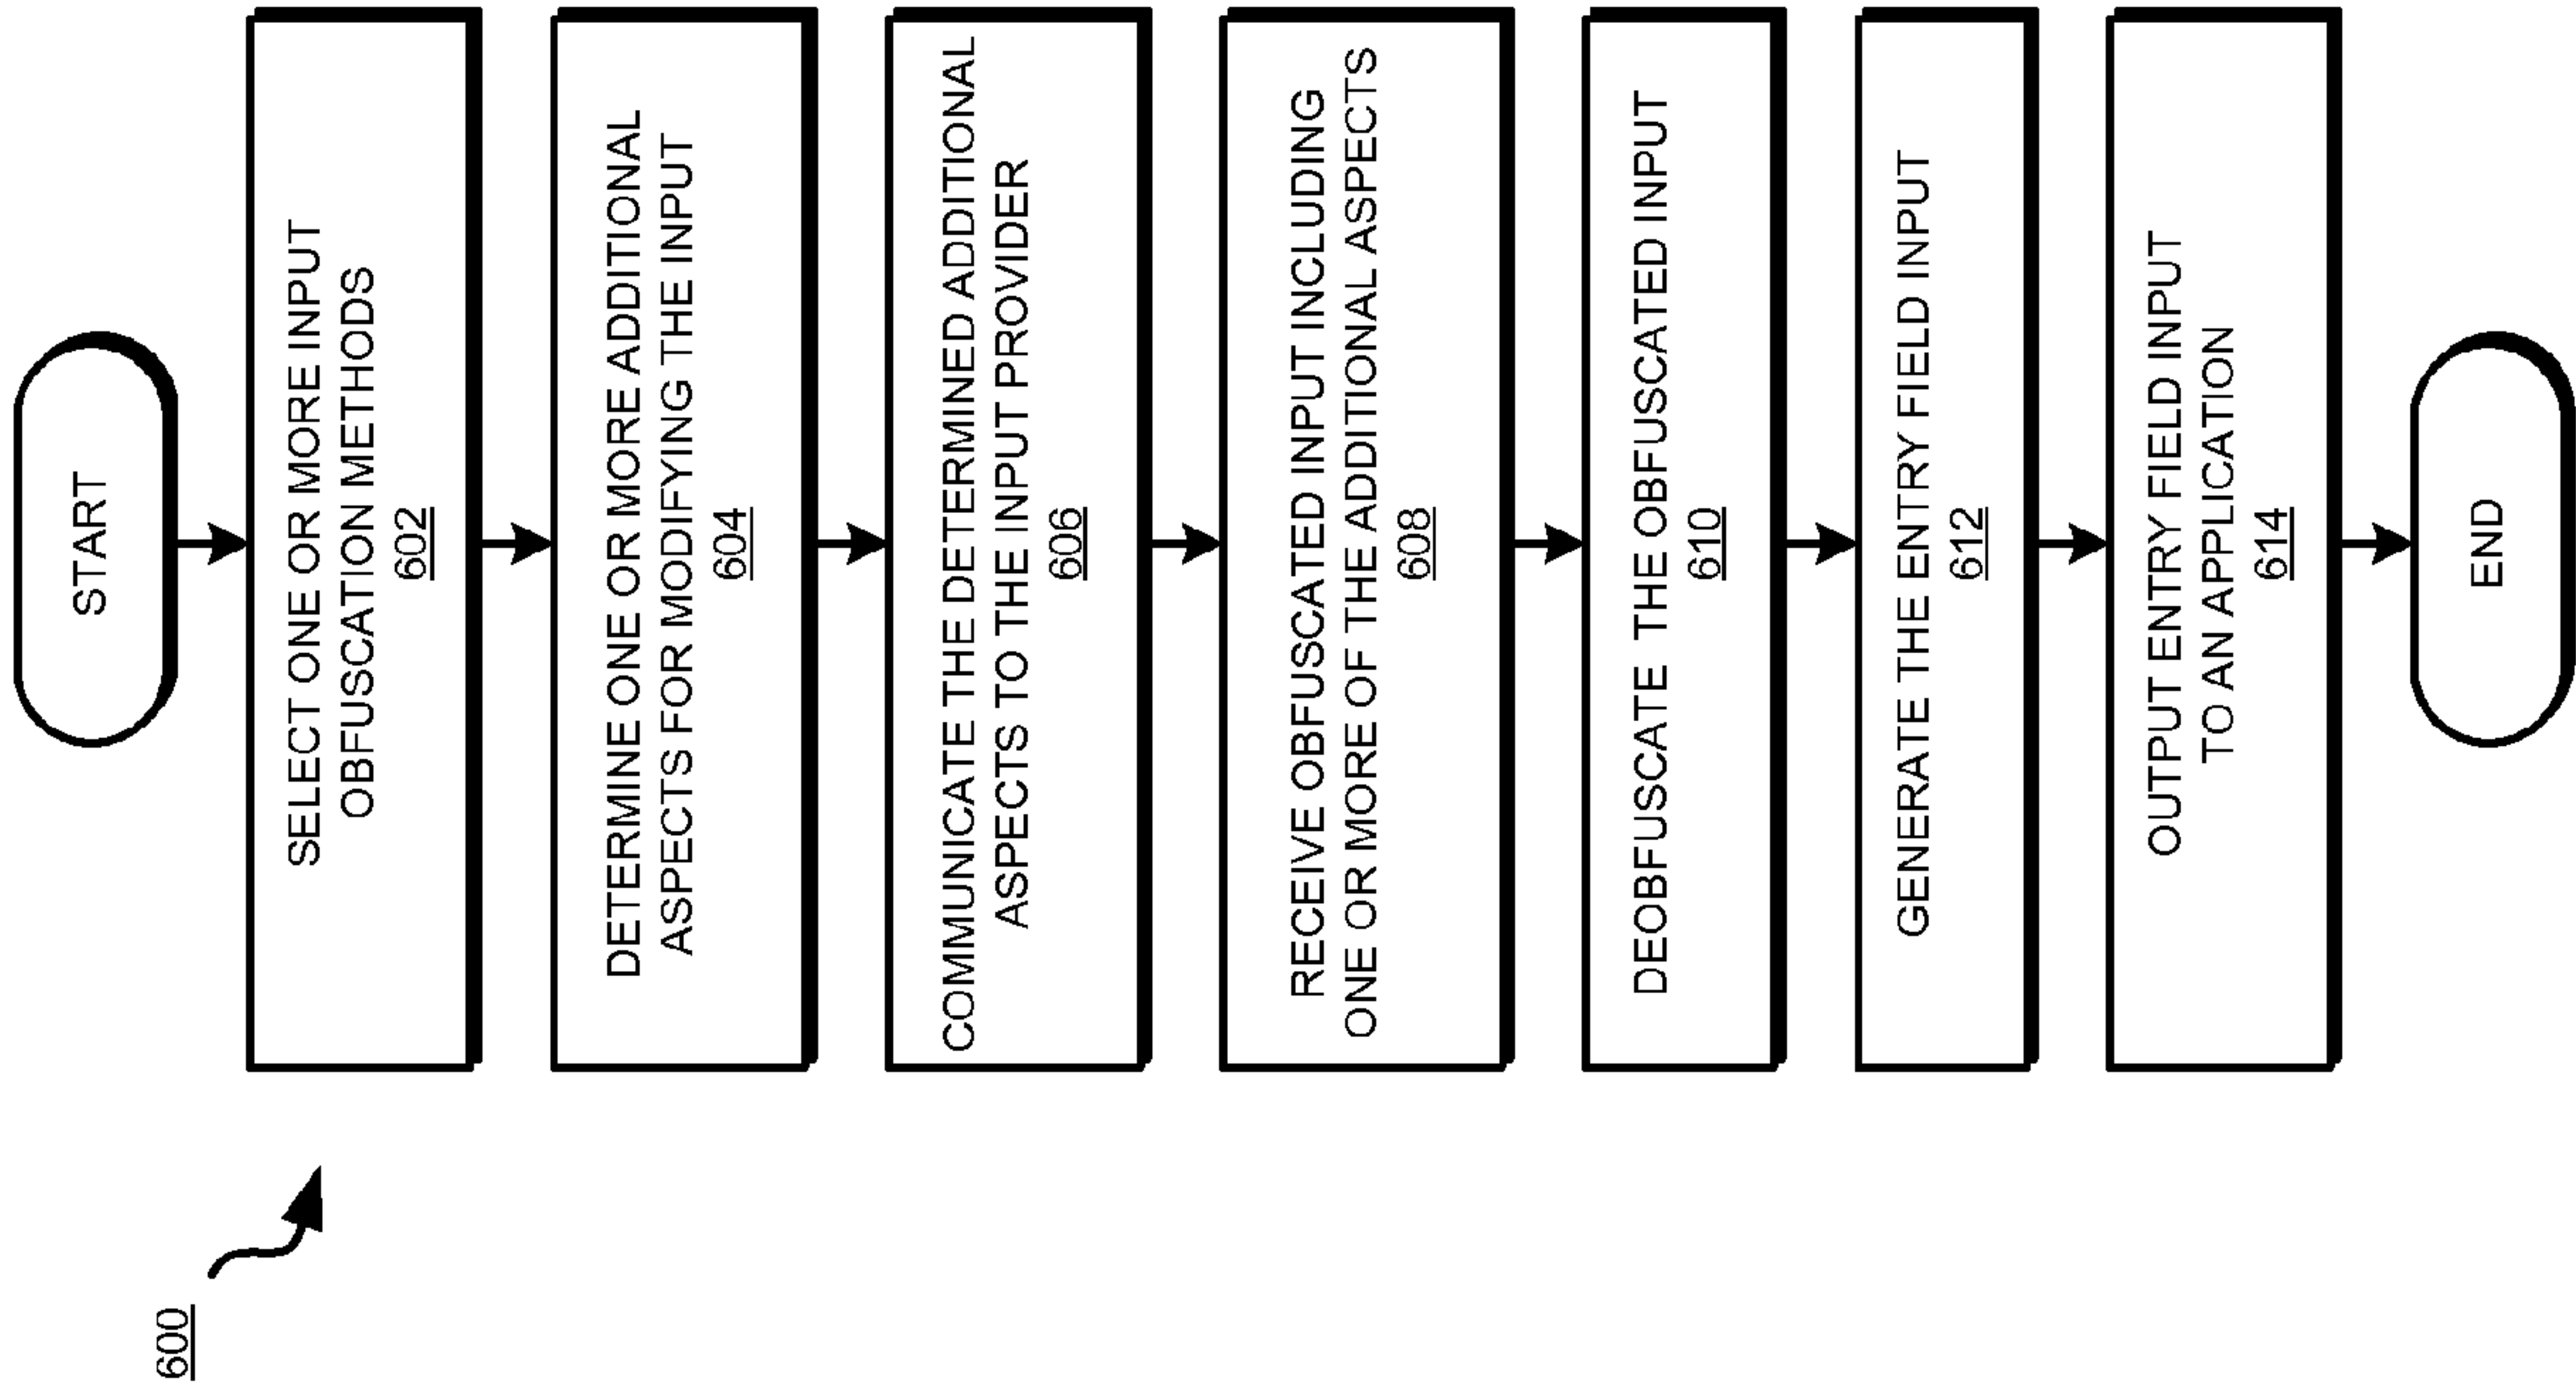 600
START
SELECT ONE OR MORE INPUT
OBFUSCATION METHODS
602
DETERMINE ONE OR MORE ADDITIONAL
ASPECTS FOR MODIFYING THE INPUT
604
COMMUNICATE THE DETERMINED ADDITIONAL
ASPECTS TO THE INPUT PROVIDER
606
RECEIVE OBFUSCATED INPUT INCLUDING
ONE OR MORE OF THE ADDITIONAL ASPECTS
608
DEOBFUSCATE THE OBFUSCATED INPUT
610
GENERATE THE ENTRY FIELD INPUT
612
OUTPUT ENTRY FIELD INPUT
TO AN APPLICATION
614
END